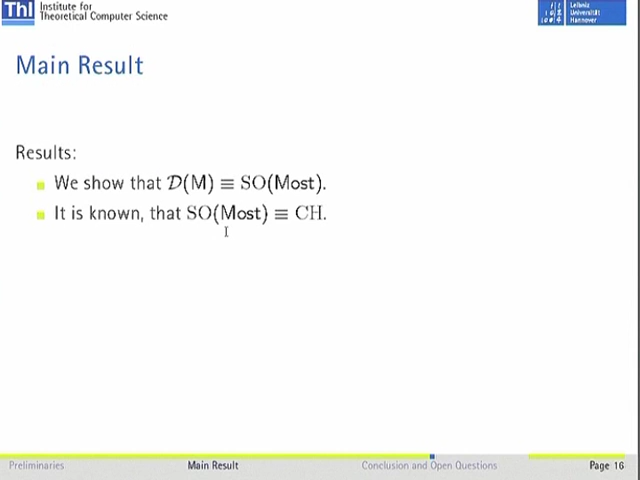 ThI Institute for
Theoretical Computer Science
Leibniz
Universität
Hannover
Main Result
Results:
We show that 𝒟(M) ≡ SO(Most).
It is known, that SO(Most) ≡ CH.
Preliminaries
Main Result
Conclusion and Open Questions
Page 16